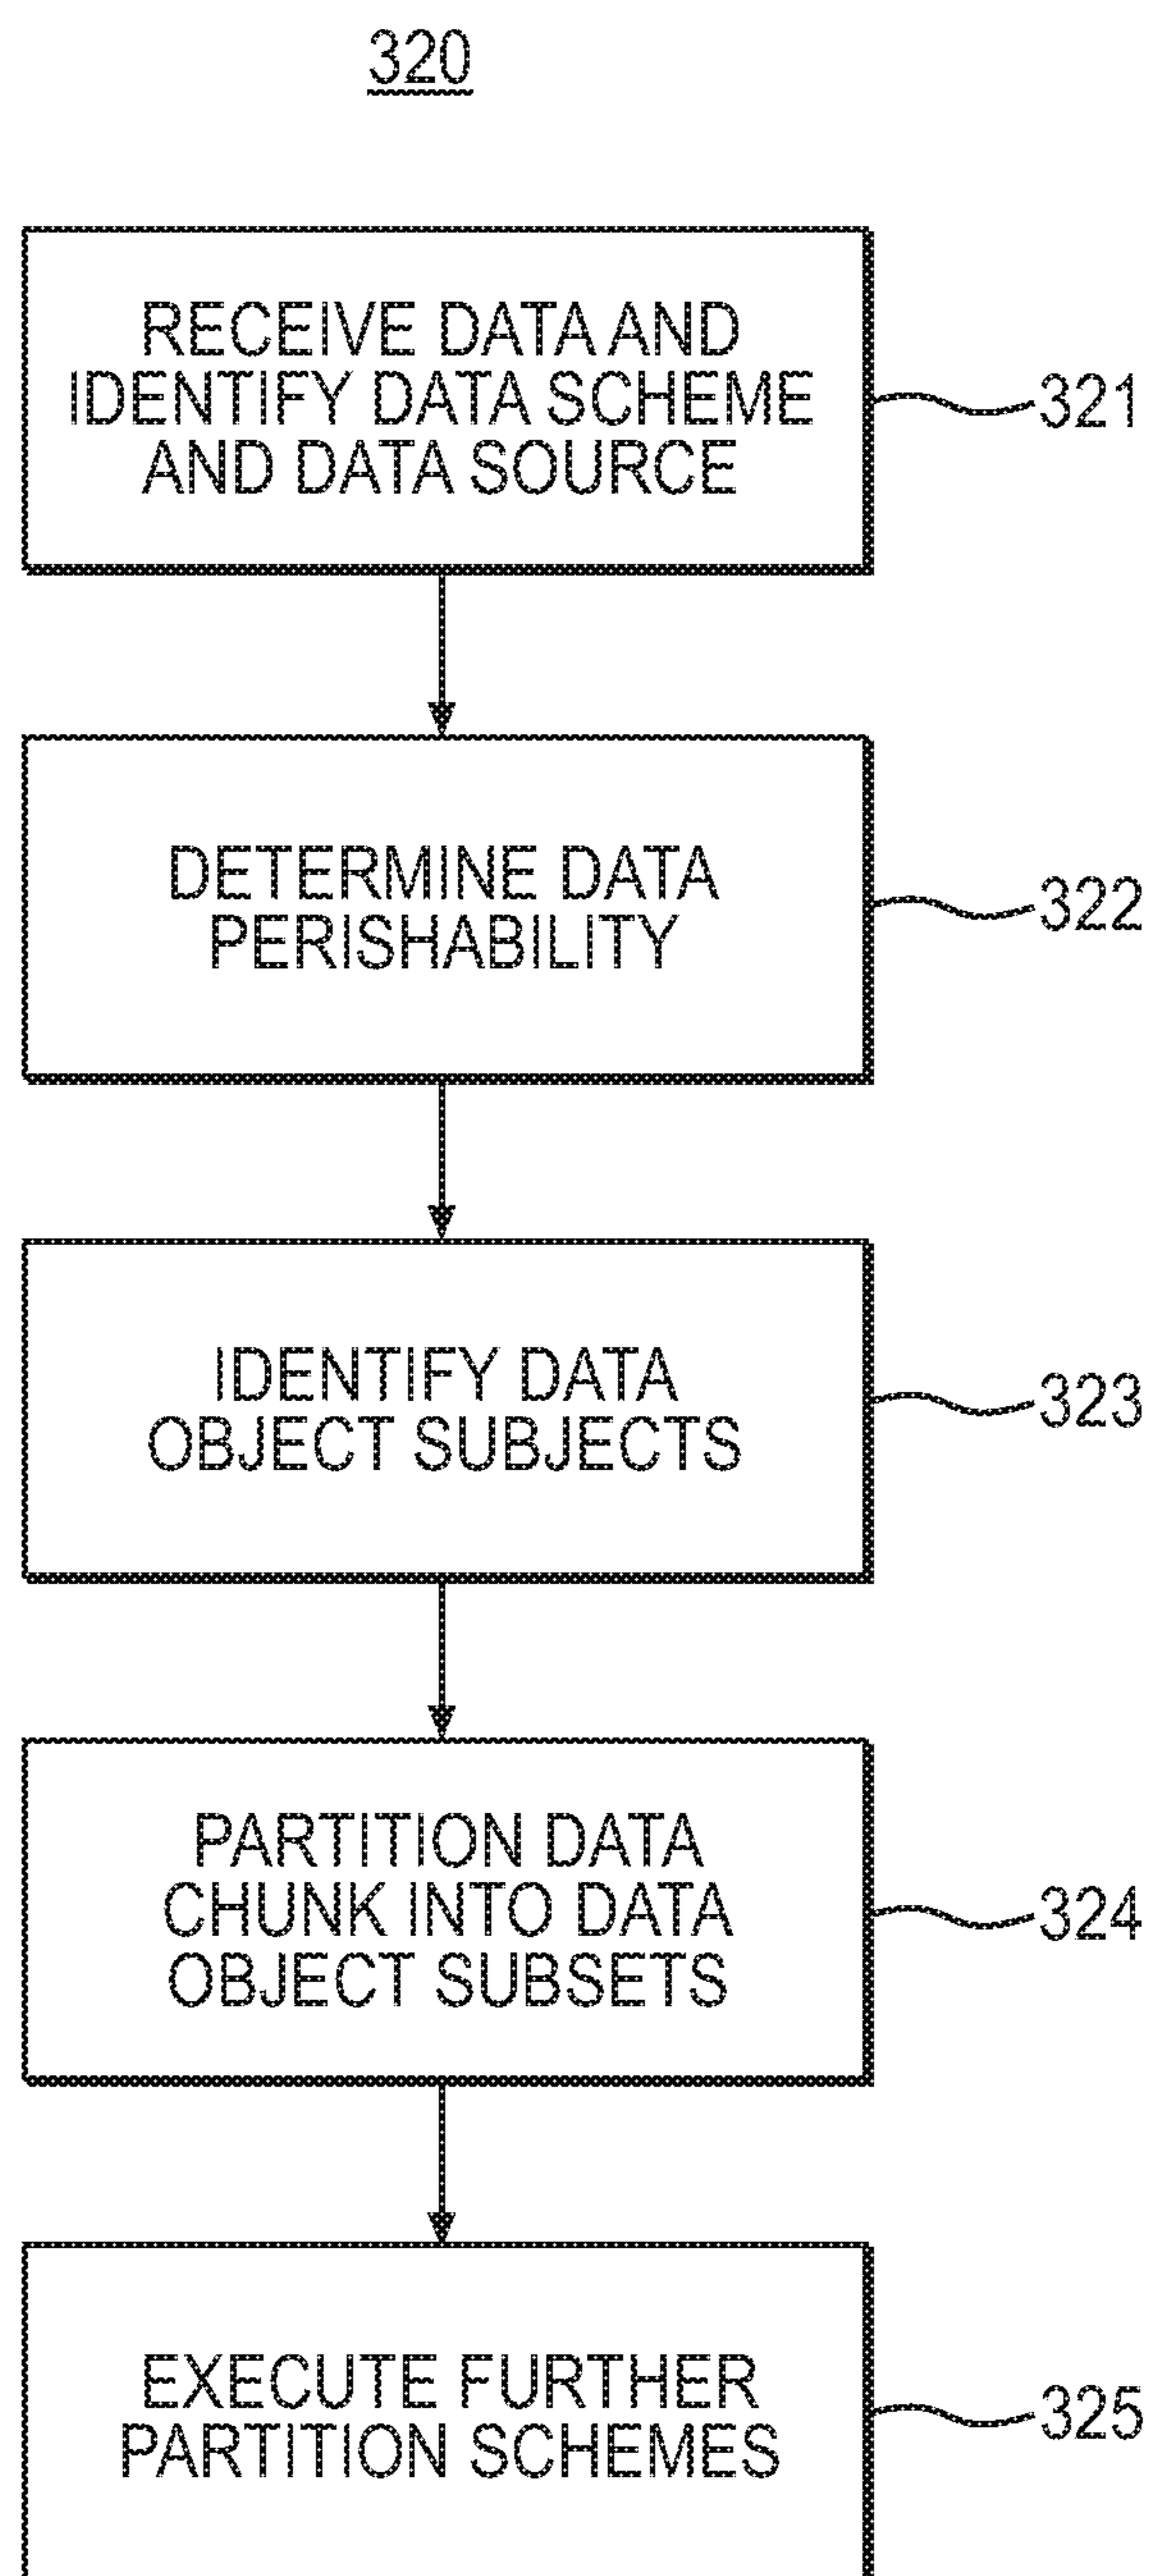 320
RECEIVE DATA AND
IDENTIFY DATA SCHEME
AND DATA SOURCE
321
DETERMINE DATA
PERISHABILITY
322
IDENTIFY DATA
OBJECT SUBJECTS
323
PARTITION DATA
CHUNK INTO DATA
OBJECT SUBSETS
324
EXECUTE FURTHER
PARTITION SCHEMES
325